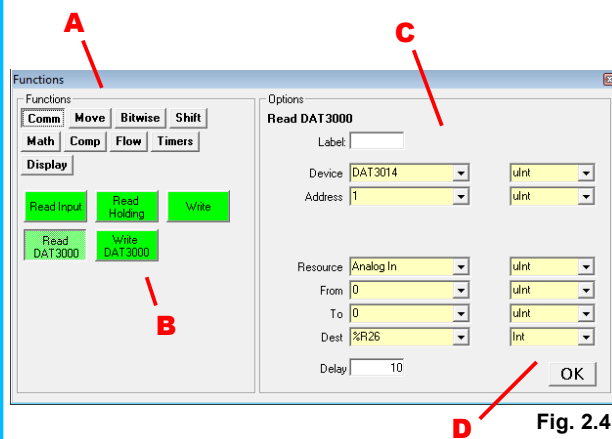 A
C
Functions
Functions
Comm Move Bitwise Shift
Math Comp Flow Timers
Display
Read Input Read Holding Write
Read DAT3000 Write DAT3000
B
Options
Read DAT3000
Label:
Device DAT3014 uInt
Address 1 uInt
Resource Analog In uInt
From 0 uInt
To 0 uInt
Dest %R26 Int
Delay 10
OK
D
Fig. 2.4